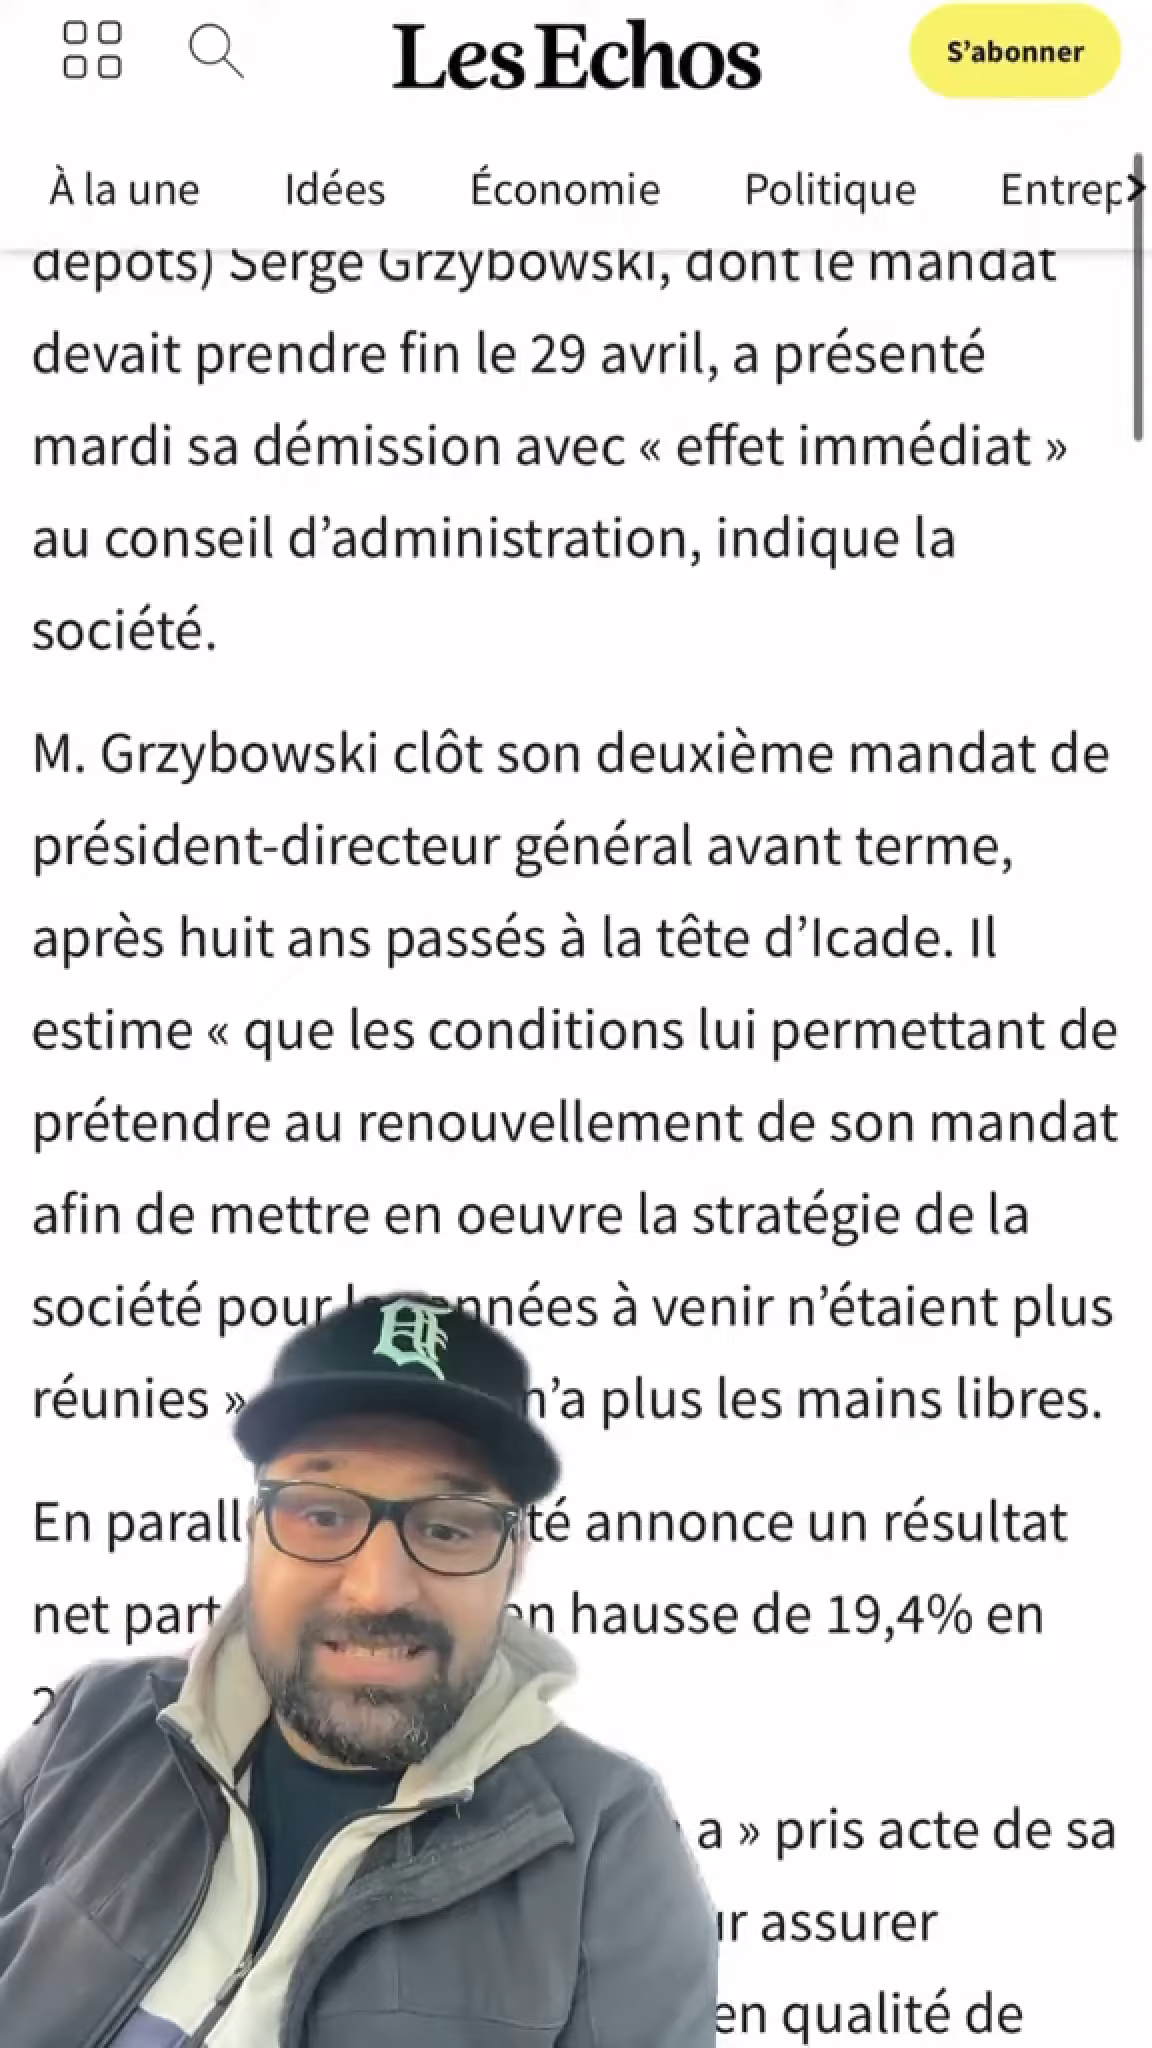 Les Echos
S'abonner
À la une Idées Économie Politique Entrep
dépôts) Serge Grzybowski, dont le mandat
devait prendre fin le 29 avril, a présenté
mardi sa démission avec « effet immédiat »
au conseil d'administration, indique la
société.
M. Grzybowski clôt son deuxième mandat de
président-directeur général avant terme,
après huit ans passés à la tête d'Icade. Il
estime « que les conditions lui permettant de
prétendre au renouvellement de son mandat
afin de mettre en oeuvre la stratégie de la
société pour années à venir n'étaient plus
réunies » n'a plus les mains libres.
En parall té annonce un résultat
net part en hausse de 19,4% en
2
a » pris acte de sa
assurer
en qualité de